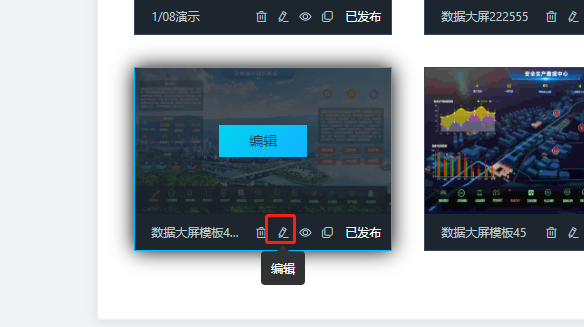 1/08演示
已发布
数据大屏222555
安全生产数据中心
编辑
数据大屏模板4...
已发布
数据大屏模板45
编辑